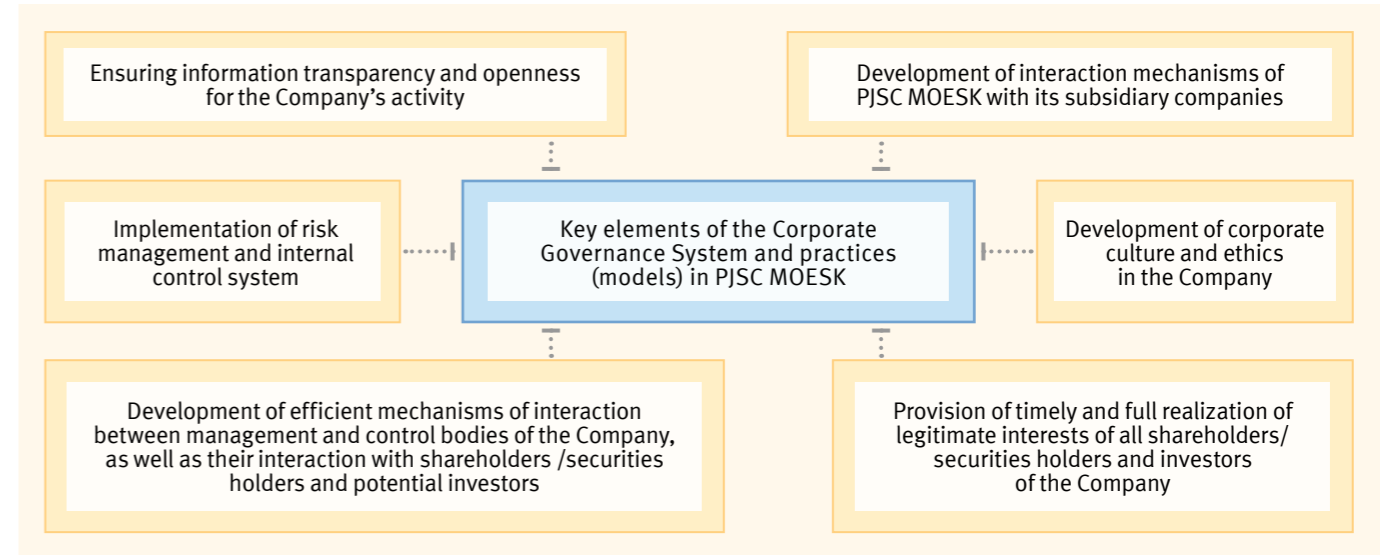 Ensuring information transparency and openness
for the Company’s activity
Development of interaction mechanisms of
PJSC MOESK with its subsidiary companies
Implementation of risk
management and internal
control system
Key elements of the Corporate
Governance System and practices
(models) in PJSC MOESK
Development of corporate
culture and ethics
in the Company
Development of efficient mechanisms of interaction
between management and control bodies of the Company,
as well as their interaction with shareholders /securities
holders and potential investors
Provision of timely and full realization of
legitimate interests of all shareholders/
securities holders and investors
of the Company